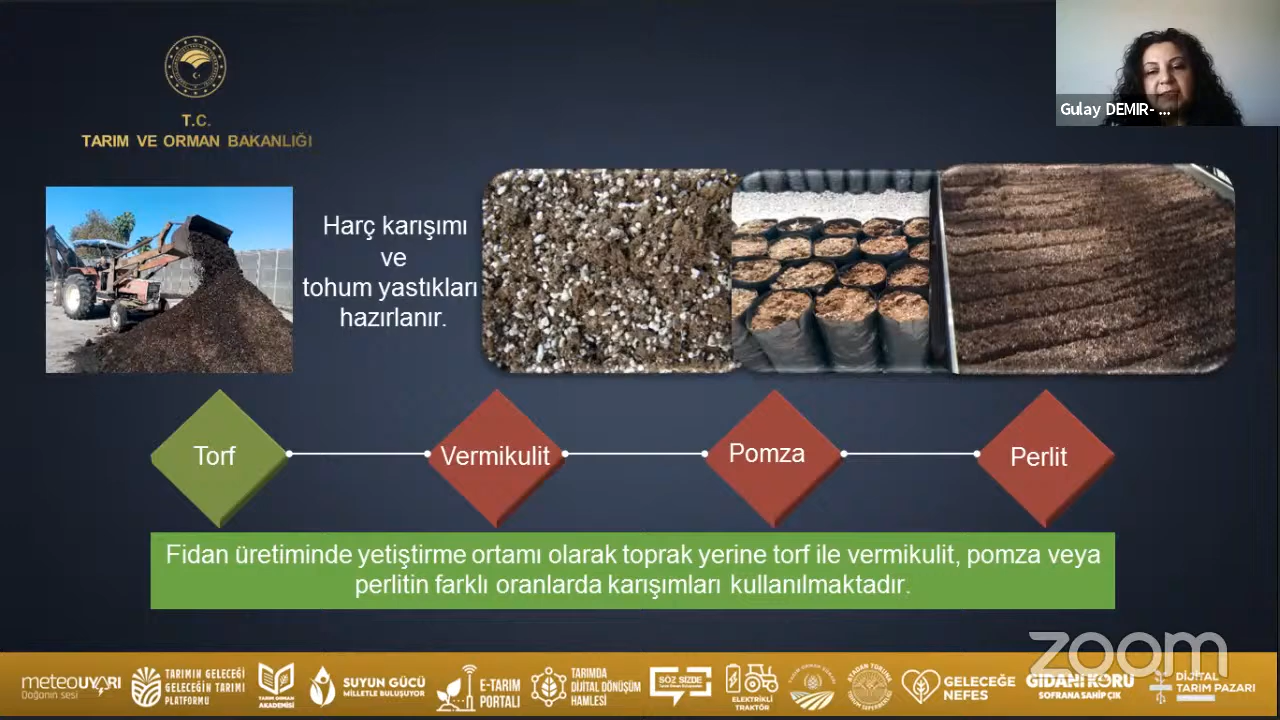 T.C.
TARIM VE ORMAN BAKANLIĞI
Gulay DEMIR- ...
Harç karışımı
ve
tohum yastıkları
hazırlanır.
Torf
Vermikulit
Pomza
Perlit
Fidan üretiminde yetiştirme ortamı olarak toprak yerine torf ile vermikulit, pomza veya
perlitin farklı oranlarda karışımları kullanılmaktadır.
zoom
meteoUYARI
Doğanın sesi
TARIMIN GELECEĞİ
GELECEĞİN TARIMI
PLATFORMU
TARIM ORMAN
AKADEMİSİ
SUYUN GÜCÜ
MİLLETLE BULUŞUYOR
E-TARIM
PORTALI
TARIMDA
DİJİTAL DÖNÜŞÜM
HAMLESİ
SÖZ SİZDE
ELEKTRİKLİ
TRAKTÖR
GELECEĞE
NEFES
GIDANI KORU
SOFRANA SAHİP ÇIK
DİJİTAL
TARIM PAZARI